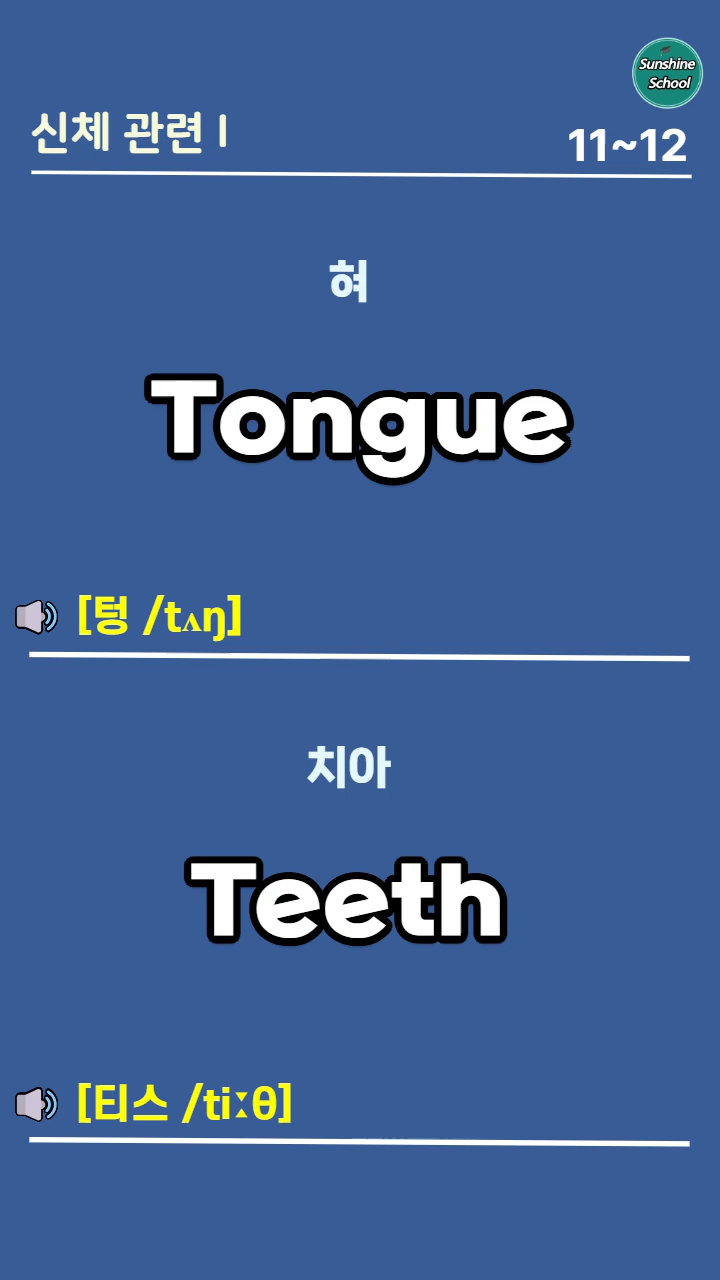 Sunshine
School
신체 관련 I
11~12
혀
Tongue
[텅 /tʌŋ]
치아
Teeth
[티스 /tiːθ]